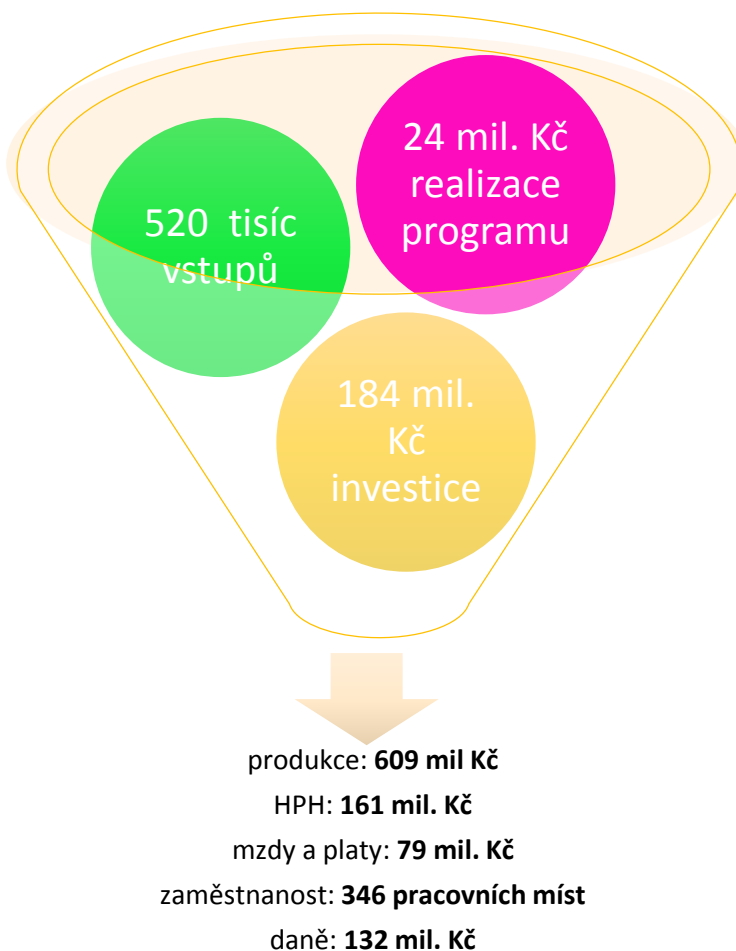 24 mil. Kč
realizace
programu
520 tisíc
vstupů
184 mil.
Kč
investice
produkce: 609 mil Kč
HPH: 161 mil. Kč
mzdy a platy: 79 mil. Kč
zaměstnanost: 346 pracovních míst
daně: 132 mil. Kč